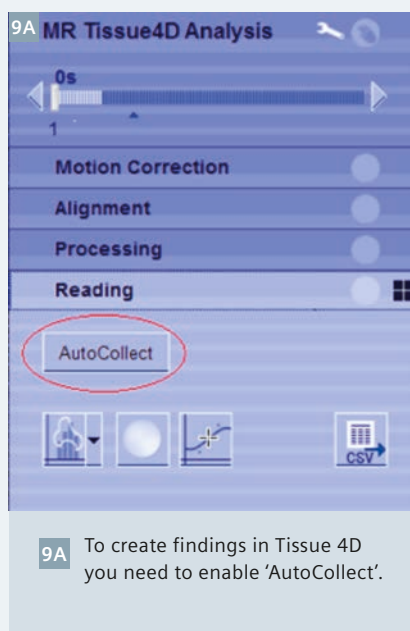 9A MR Tissue4D Analysis
0s
1
Motion Correction
Alignment
Processing
Reading
AutoCollect
CSV
9A To create findings in Tissue 4D
you need to enable ‘AutoCollect’.